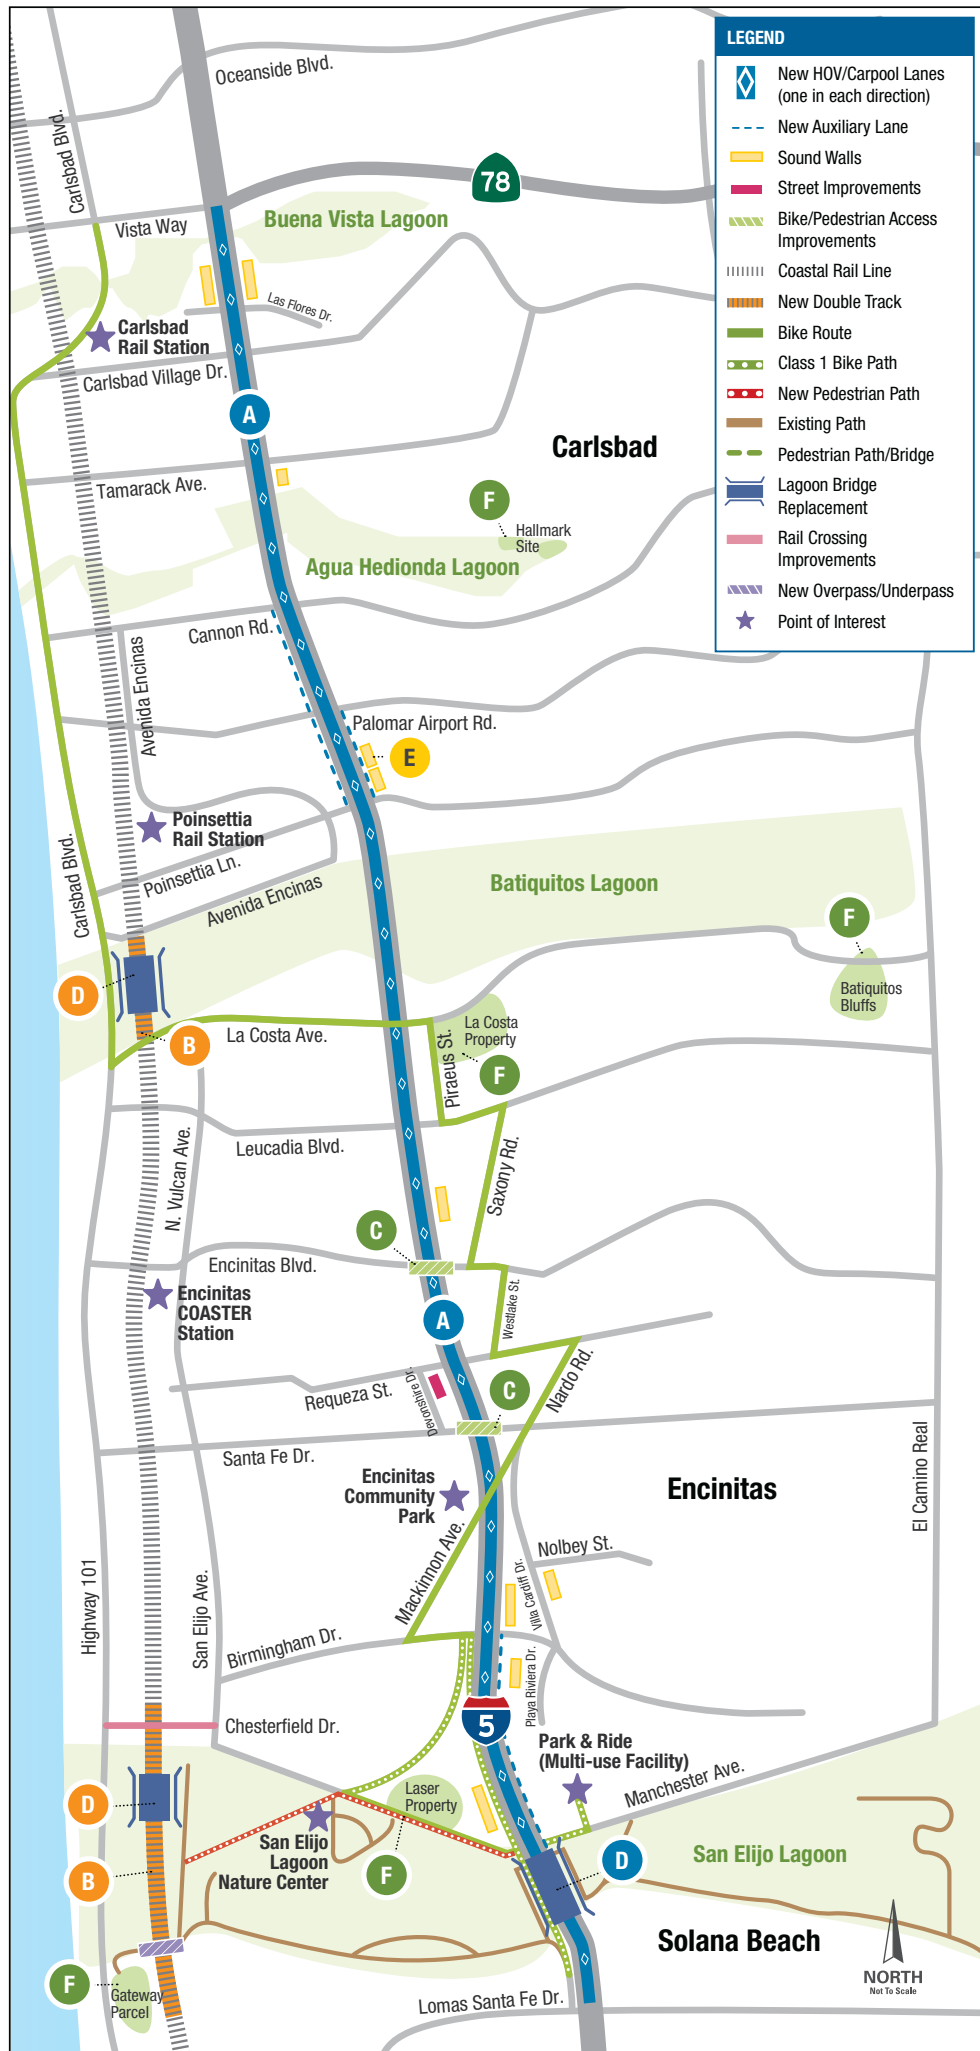 LEGEND
New HOV/Carpool Lanes
(one in each direction)
New Auxiliary Lane
Sound Walls
Street Improvements
Bike/Pedestrian Access
Improvements
Coastal Rail Line
New Double Track
Bike Route
Class 1 Bike Path
New Pedestrian Path
Existing Path
Pedestrian Path/Bridge
Lagoon Bridge
Replacement
Rail Crossing
Improvements
New Overpass/Underpass
Point of Interest
Oceanside Blvd.
Carlsbad Blvd.
78
Vista Way
Buena Vista Lagoon
Las Flores Dr.
Carlsbad
Rail Station
Carlsbad Village Dr.
A
Carlsbad
Tamarack Ave.
F
Hallmark
Site
Agua Hedionda Lagoon
Cannon Rd.
Avenida Encinas
Palomar Airport Rd.
E
Poinsettia
Rail Station
Carlsbad Blvd.
Poinsettia Ln.
Avenida Encinas
Batiquitos Lagoon
F
Batiquitos
Bluffs
D
B
La Costa Ave.
La Costa
Property
Piraeus St.
F
Leucadia Blvd.
N. Vulcan Ave.
Saxony Rd.
C
Encinitas Blvd.
Westlake St.
Encinitas
COASTER
Station
A
Requeza St.
Devonshire Dr.
C
Nardo Rd.
Santa Fe Dr.
El Camino Real
Encinitas
Community
Park
Encinitas
Mackinnon Ave.
Nolbey St.
Villa Cardiff Dr.
Highway 101
San Elijo Ave.
Birmingham Dr.
Playa Riviera Dr.
5
Chesterfield Dr.
Park & Ride
(Multi-use Facility)
Manchester Ave.
D
Laser
Property
San Elijo
Lagoon
Nature Center
F
D
San Elijo Lagoon
B
Solana Beach
F
Gateway
Parcel
Lomas Santa Fe Dr.
NORTH
Not To Scale